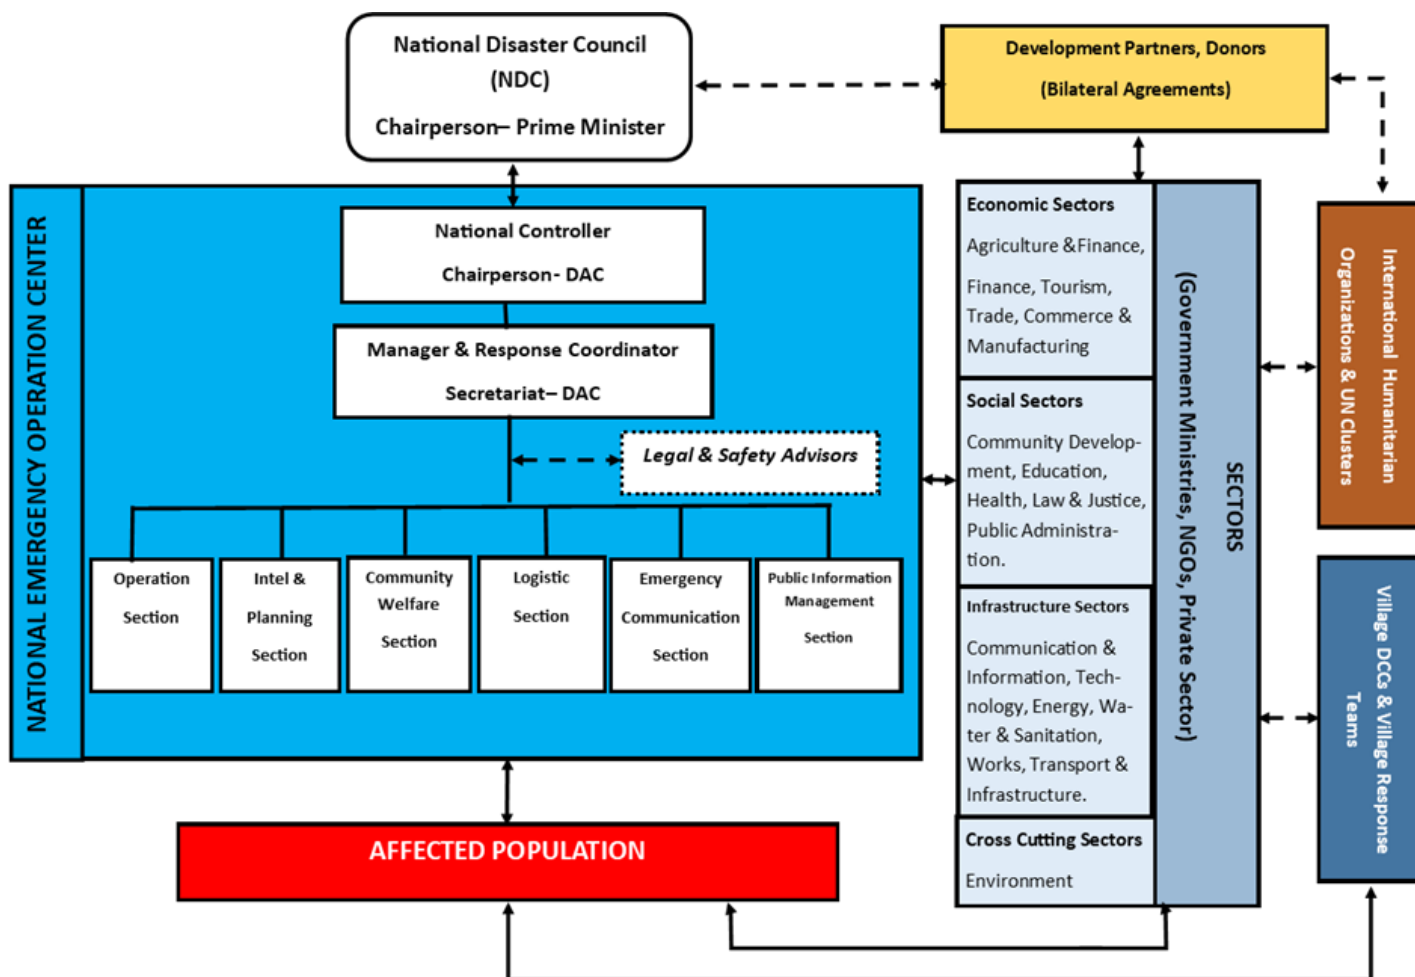 National Disaster Council
(NDC)
Chairperson– Prime Minister
Development Partners, Donors
(Bilateral Agreements)
NATIONAL EMERGENCY OPERATION CENTER
National Controller
Chairperson- DAC
Manager & Response Coordinator
Secretariat– DAC
Legal & Safety Advisors
Operation
Section
Intel &
Planning
Section
Community
Welfare
Section
Logistic
Section
Emergency
Communication
Section
Public Information
Management
Section
AFFECTED POPULATION
Economic Sectors
Agriculture &Finance,
Finance, Tourism,
Trade, Commerce &
Manufacturing
Social Sectors
Community Develop-
ment, Education,
Health, Law & Justice,
Public Administra-
tion.
Infrastructure Sectors
Communication &
Information, Tech-
nology, Energy, Wa-
ter & Sanitation,
Works, Transport &
Infrastructure.
Cross Cutting Sectors
Environment
SECTORS
(Government Ministries, NGOs, Private Sector)
International Humanitarian
Organizations & UN Clusters
Village DCCs & Village Response
Teams